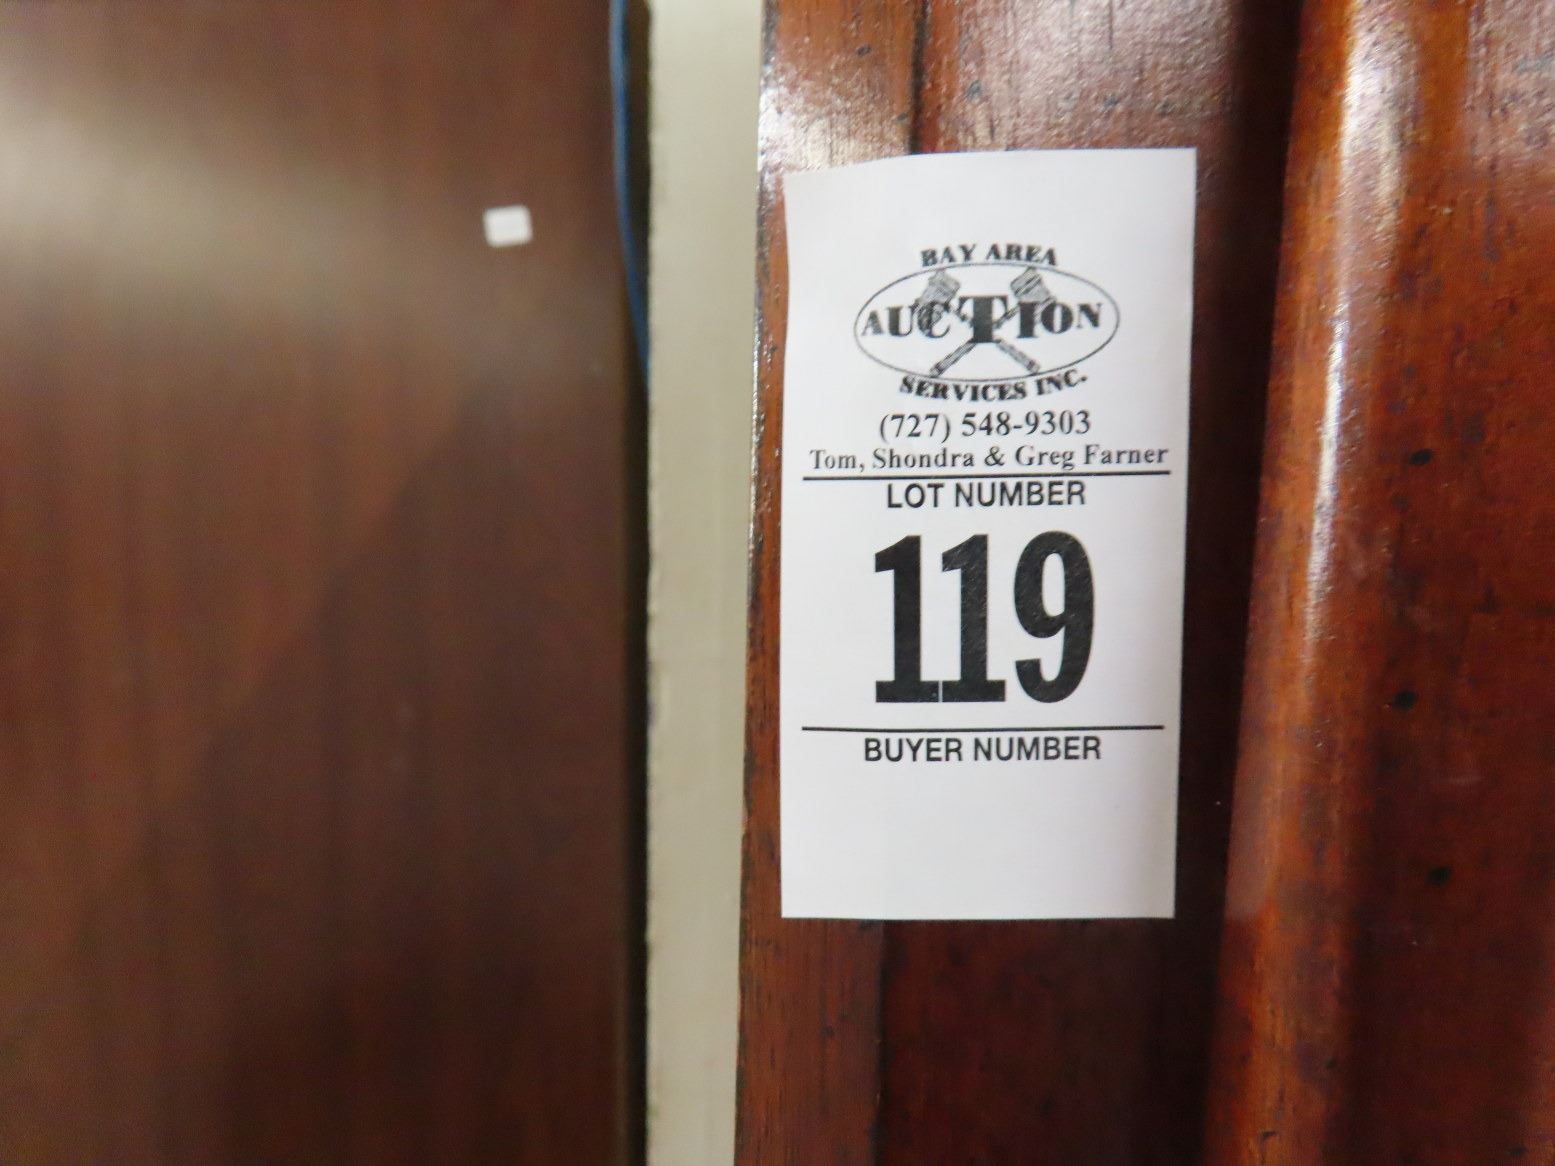 BAY AREA
AUCTION
SERVICES INC.
(727) 548-9303
Tom, Shondra & Greg Farner
LOT NUMBER
119
BUYER NUMBER